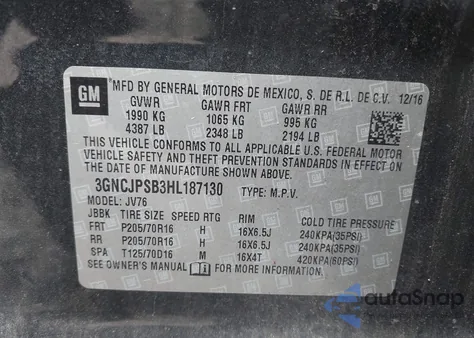 GM
MFD BY GENERAL MOTORS DE MEXICO, S. DE R.L. DE C.V. 12/16
GVWR GAWR FRT GAWR RR
1990 KG 1065 KG 995 KG
4387 LB 2348 LB 2194 LB
THIS VEHICLE CONFORMS TO ALL APPLICABLE U.S. FEDERAL MOTOR
VEHICLE SAFETY, BUMPER, AND THEFT PREVENTION STANDARDS IN EFFECT ON THE
DATE OF MANUFACTURE SHOWN ABOVE.
3GNCJPSB3HL187130 TYPE: M.P.V.
MODEL: JV76
JBBK TIRE SIZE SPEED RTG RIM COLD TIRE PRESSURE
FRT P205/70R16 H 16X6.5J 240KPA(35PSI)
RR P205/70R16 H 16X6.5J 240KPA(35PSI)
SPA T125/70D16 M 16X4T 420KPA(60PSI)
SEE OWNER'S MANUAL
autoSnap